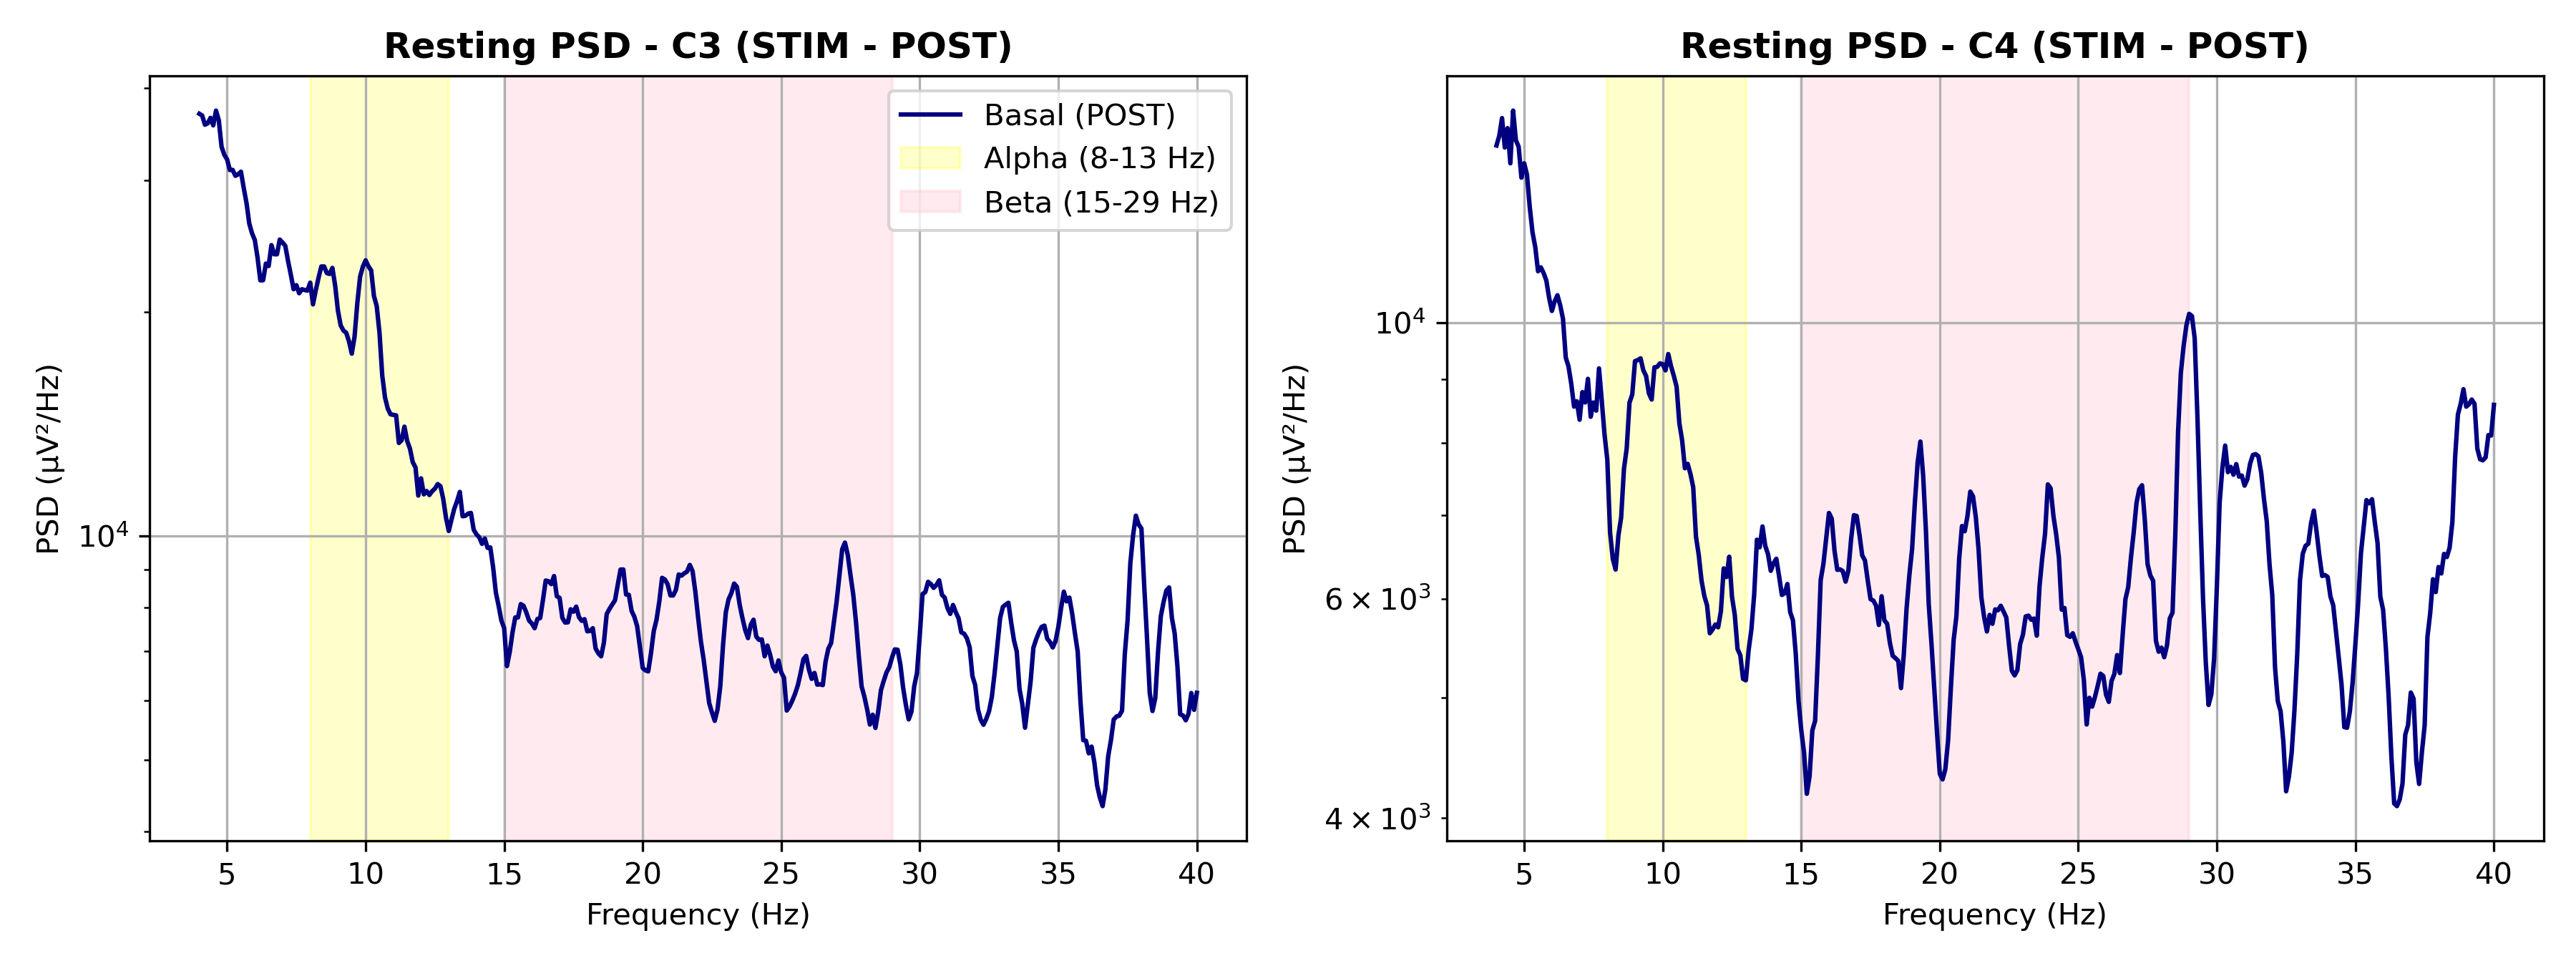 Resting PSD - C3 (STIM - POST)
PSD (µV²/Hz)
10⁴
5 10 15 20 25 30 35 40
Frequency (Hz)
Basal (POST)
Alpha (8-13 Hz)
Beta (15-29 Hz)
Resting PSD - C4 (STIM - POST)
PSD (µV²/Hz)
10⁴
6 × 10³
4 × 10³
5 10 15 20 25 30 35 40
Frequency (Hz)